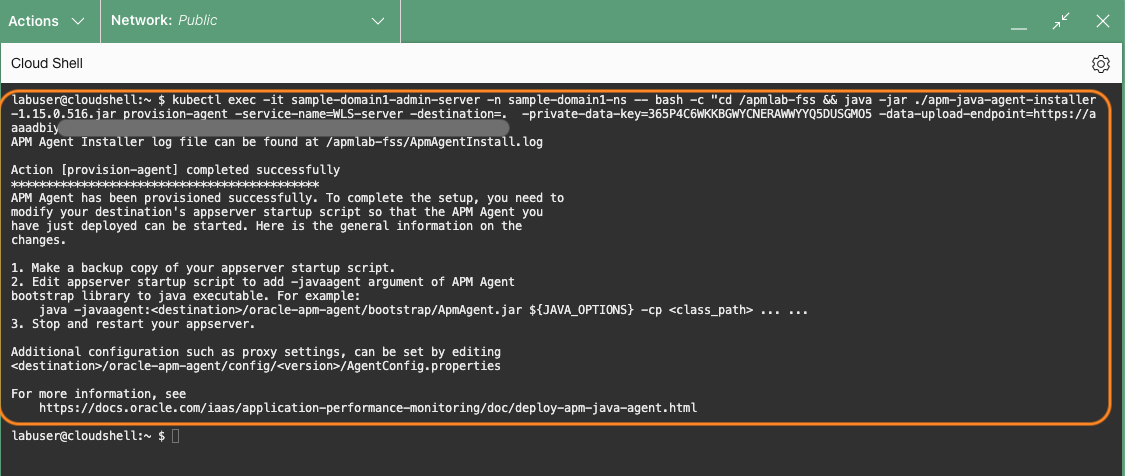 Actions Network: Public
Cloud Shell
labuser@cloudshell:~ $ kubectl exec -it sample-domain1-admin-server -n sample-domain1-ns -- bash -c "cd /apmlab-fss && java -jar ./apm-java-agent-installer
-1.15.0.516.jar provision-agent -service-name=WLS-server -destination=.  -private-data-key=365P4C6WKKBGWYCNERAWWYYQ5DUSGMO5 -data-upload-endpoint=https://a
aaadbiy
APM Agent Installer log file can be found at /apmlab-fss/ApmAgentInstall.log
Action [provision-agent] completed successfully
********************************************
APM Agent has been provisioned successfully. To complete the setup, you need to
modify your destination's appserver startup script so that the APM Agent you
have just deployed can be started. Here is the general information on the
changes.
1. Make a backup copy of your appserver startup script.
2. Edit appserver startup script to add -javaagent argument of APM Agent
bootstrap library to java executable. For example:
java -javaagent:<destination>/oracle-apm-agent/bootstrap/ApmAgent.jar ${JAVA_OPTIONS} -cp <class_path> ... ...
3. Stop and restart your appserver.
Additional configuration such as proxy settings, can be set by editing
<destination>/oracle-apm-agent/config/<version>/AgentConfig.properties
For more information, see
https://docs.oracle.com/iaas/application-performance-monitoring/doc/deploy-apm-java-agent.html
labuser@cloudshell:~ $